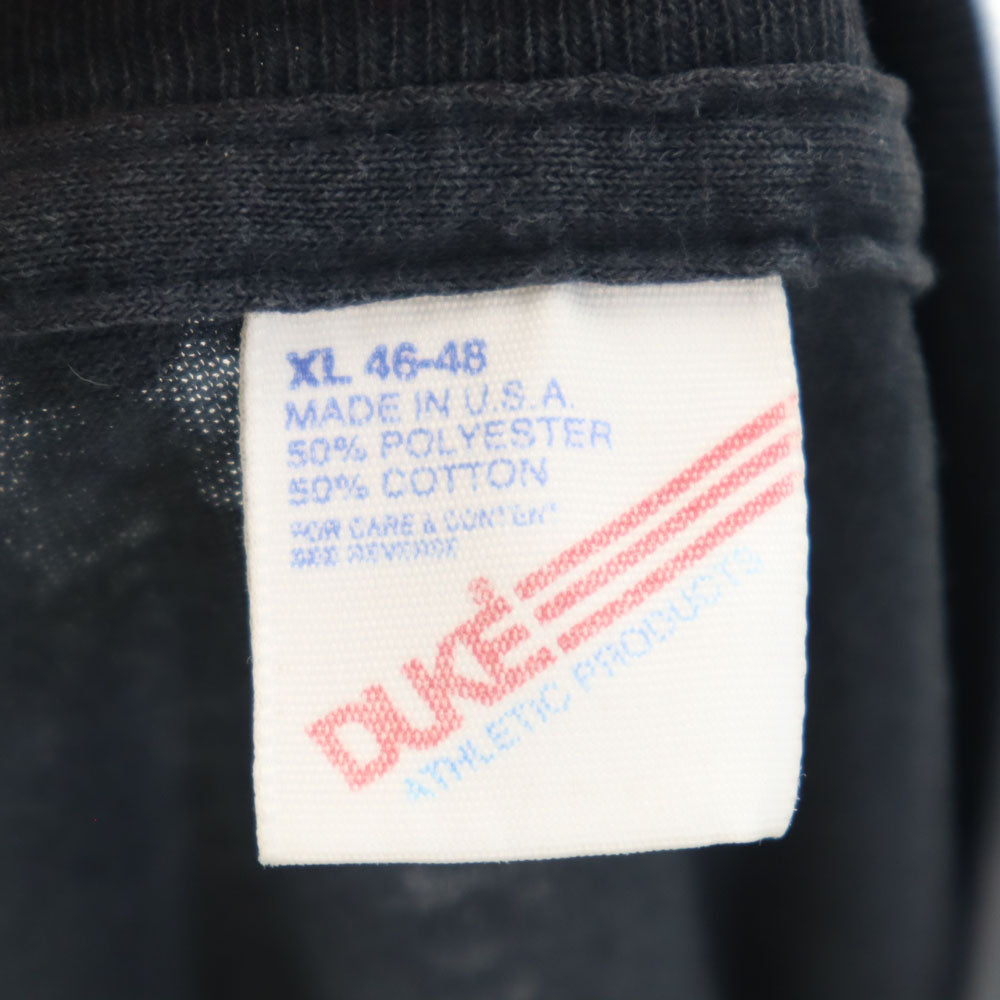 XL 46-48
MADE IN U.S.A.
50% POLYESTER
50% COTTON
FOR CARE & CONTENT
SEE REVERSE
DUKE®
ATHLETIC PRODUCTS